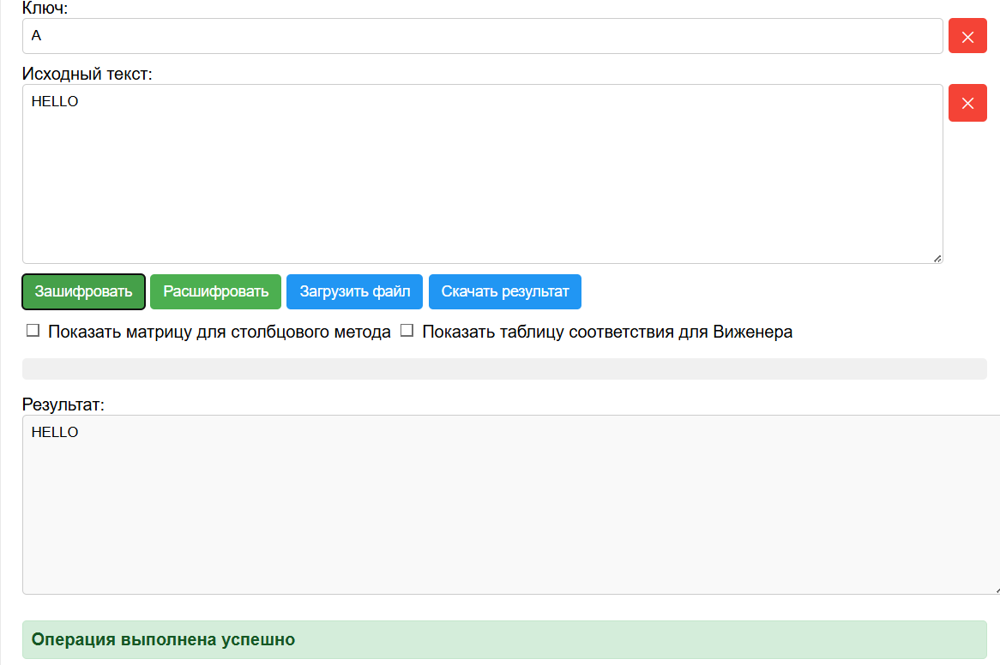 Ключ:
A
Исходный текст:
HELLO
Зашифровать Расшифровать Загрузить файл Скачать результат
Показать матрицу для столбцового метода Показать таблицу соответствия для Виженера
Результат:
HELLO
Операция выполнена успешно